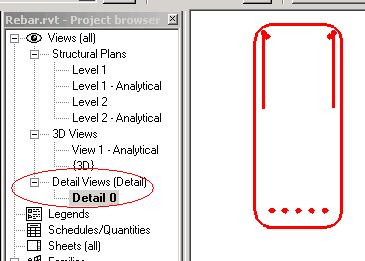 Rebar.rvt - Project browser
Views (all)
Structural Plans
Level 1
Level 1 - Analytical
Level 2
Level 2 - Analytical
3D Views
View 1 - Analytical
{3D}
Detail Views (Detail)
Detail 0
Legends
Schedules/Quantities
Sheets (all)
Families